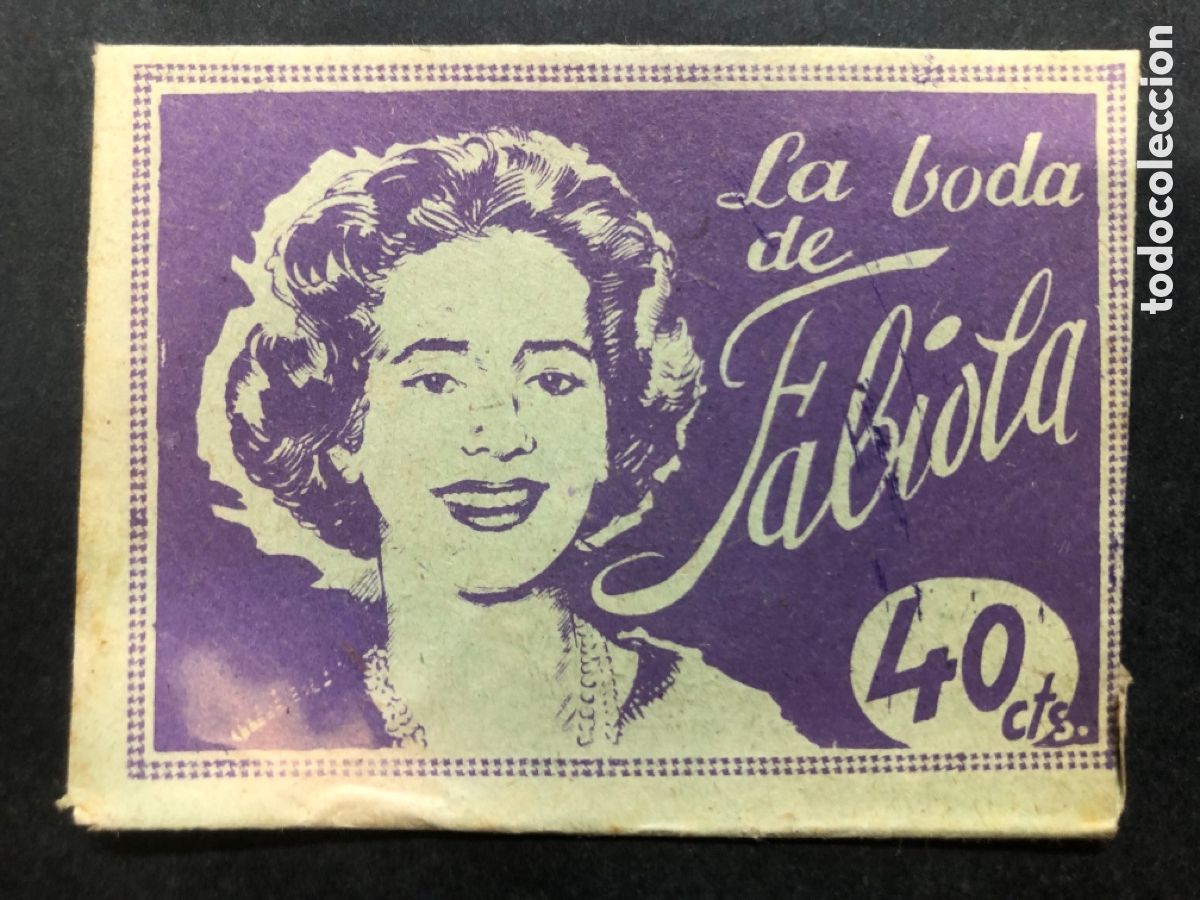 La boda
de
Fabiola
40 cts.
todocoleccion